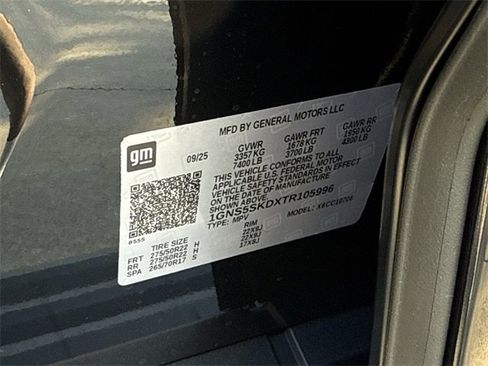 MFD BY GENERAL MOTORS LLC
gm
09/25
GVWR GAWR FRT GAWR RR
3357 KG 1678 KG 1950 KG
7400 LB 3700 LB 4300 LB
THIS VEHICLE CONFORMS TO ALL
APPLICABLE U.S. FEDERAL MOTOR
VEHICLE SAFETY STANDARDS IN
EFFECT ON THE DATE OF MANUFACTURE
SHOWN ABOVE.
1GNS5SKDXTR105996
TYPE: MPV MODEL:
8555
TIRE SIZE RIM
FRT 275/50R22 H 22X9J
RR 275/50R22 H 22X9J
SPA 265/70R17 S 17X8J